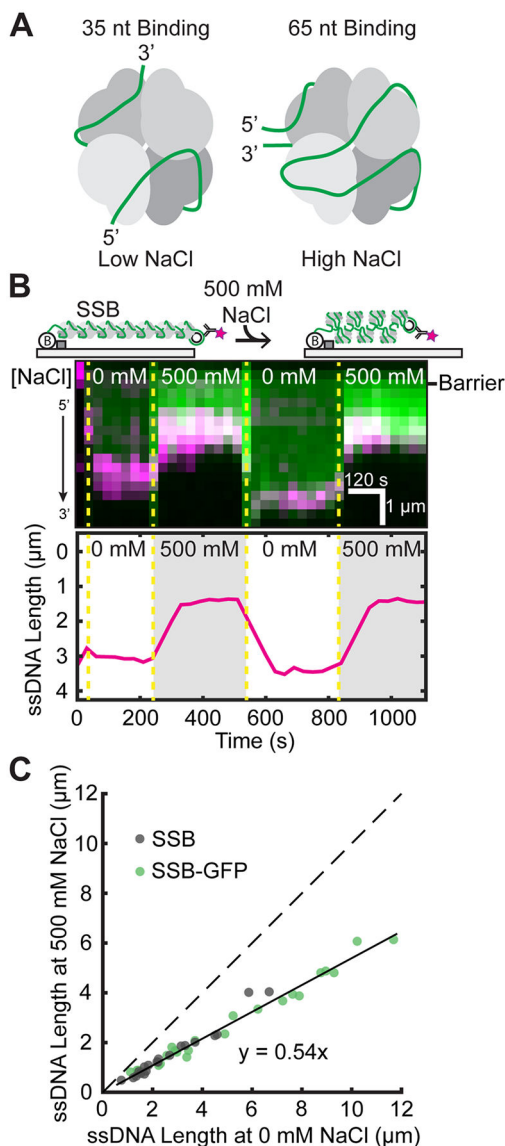 A
35 nt Binding 65 nt Binding
3’
5’
3’
5’
Low NaCl High NaCl
B
SSB 500 mM
NaCl
B B
[NaCl] 0 mM 500 mM 0 mM 500 mM
Barrier
5’
3’
120 s
1 µm
0 mM 500 mM 0 mM 500 mM
0
1
2
3
4
ssDNA Length (µm)
0 200 400 600 800 1000
Time (s)
C
12
10
8
6
4
2
0
ssDNA Length at 500 mM NaCl (µm)
SSB
SSB-GFP
y = 0.54x
0 2 4 6 8 10 12
ssDNA Length at 0 mM NaCl (µm)